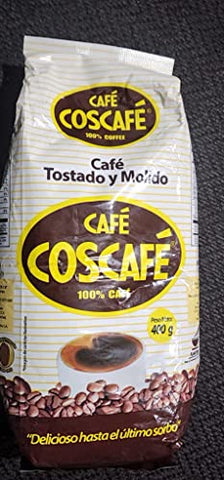 CAFÉ
COSCAFÉ®
100% COFFEE
Café
Tostado y Molido
CAFÉ
COSCAFÉ®
100% CAFÉ
400 g
"Delicioso hasta el último sorbo"